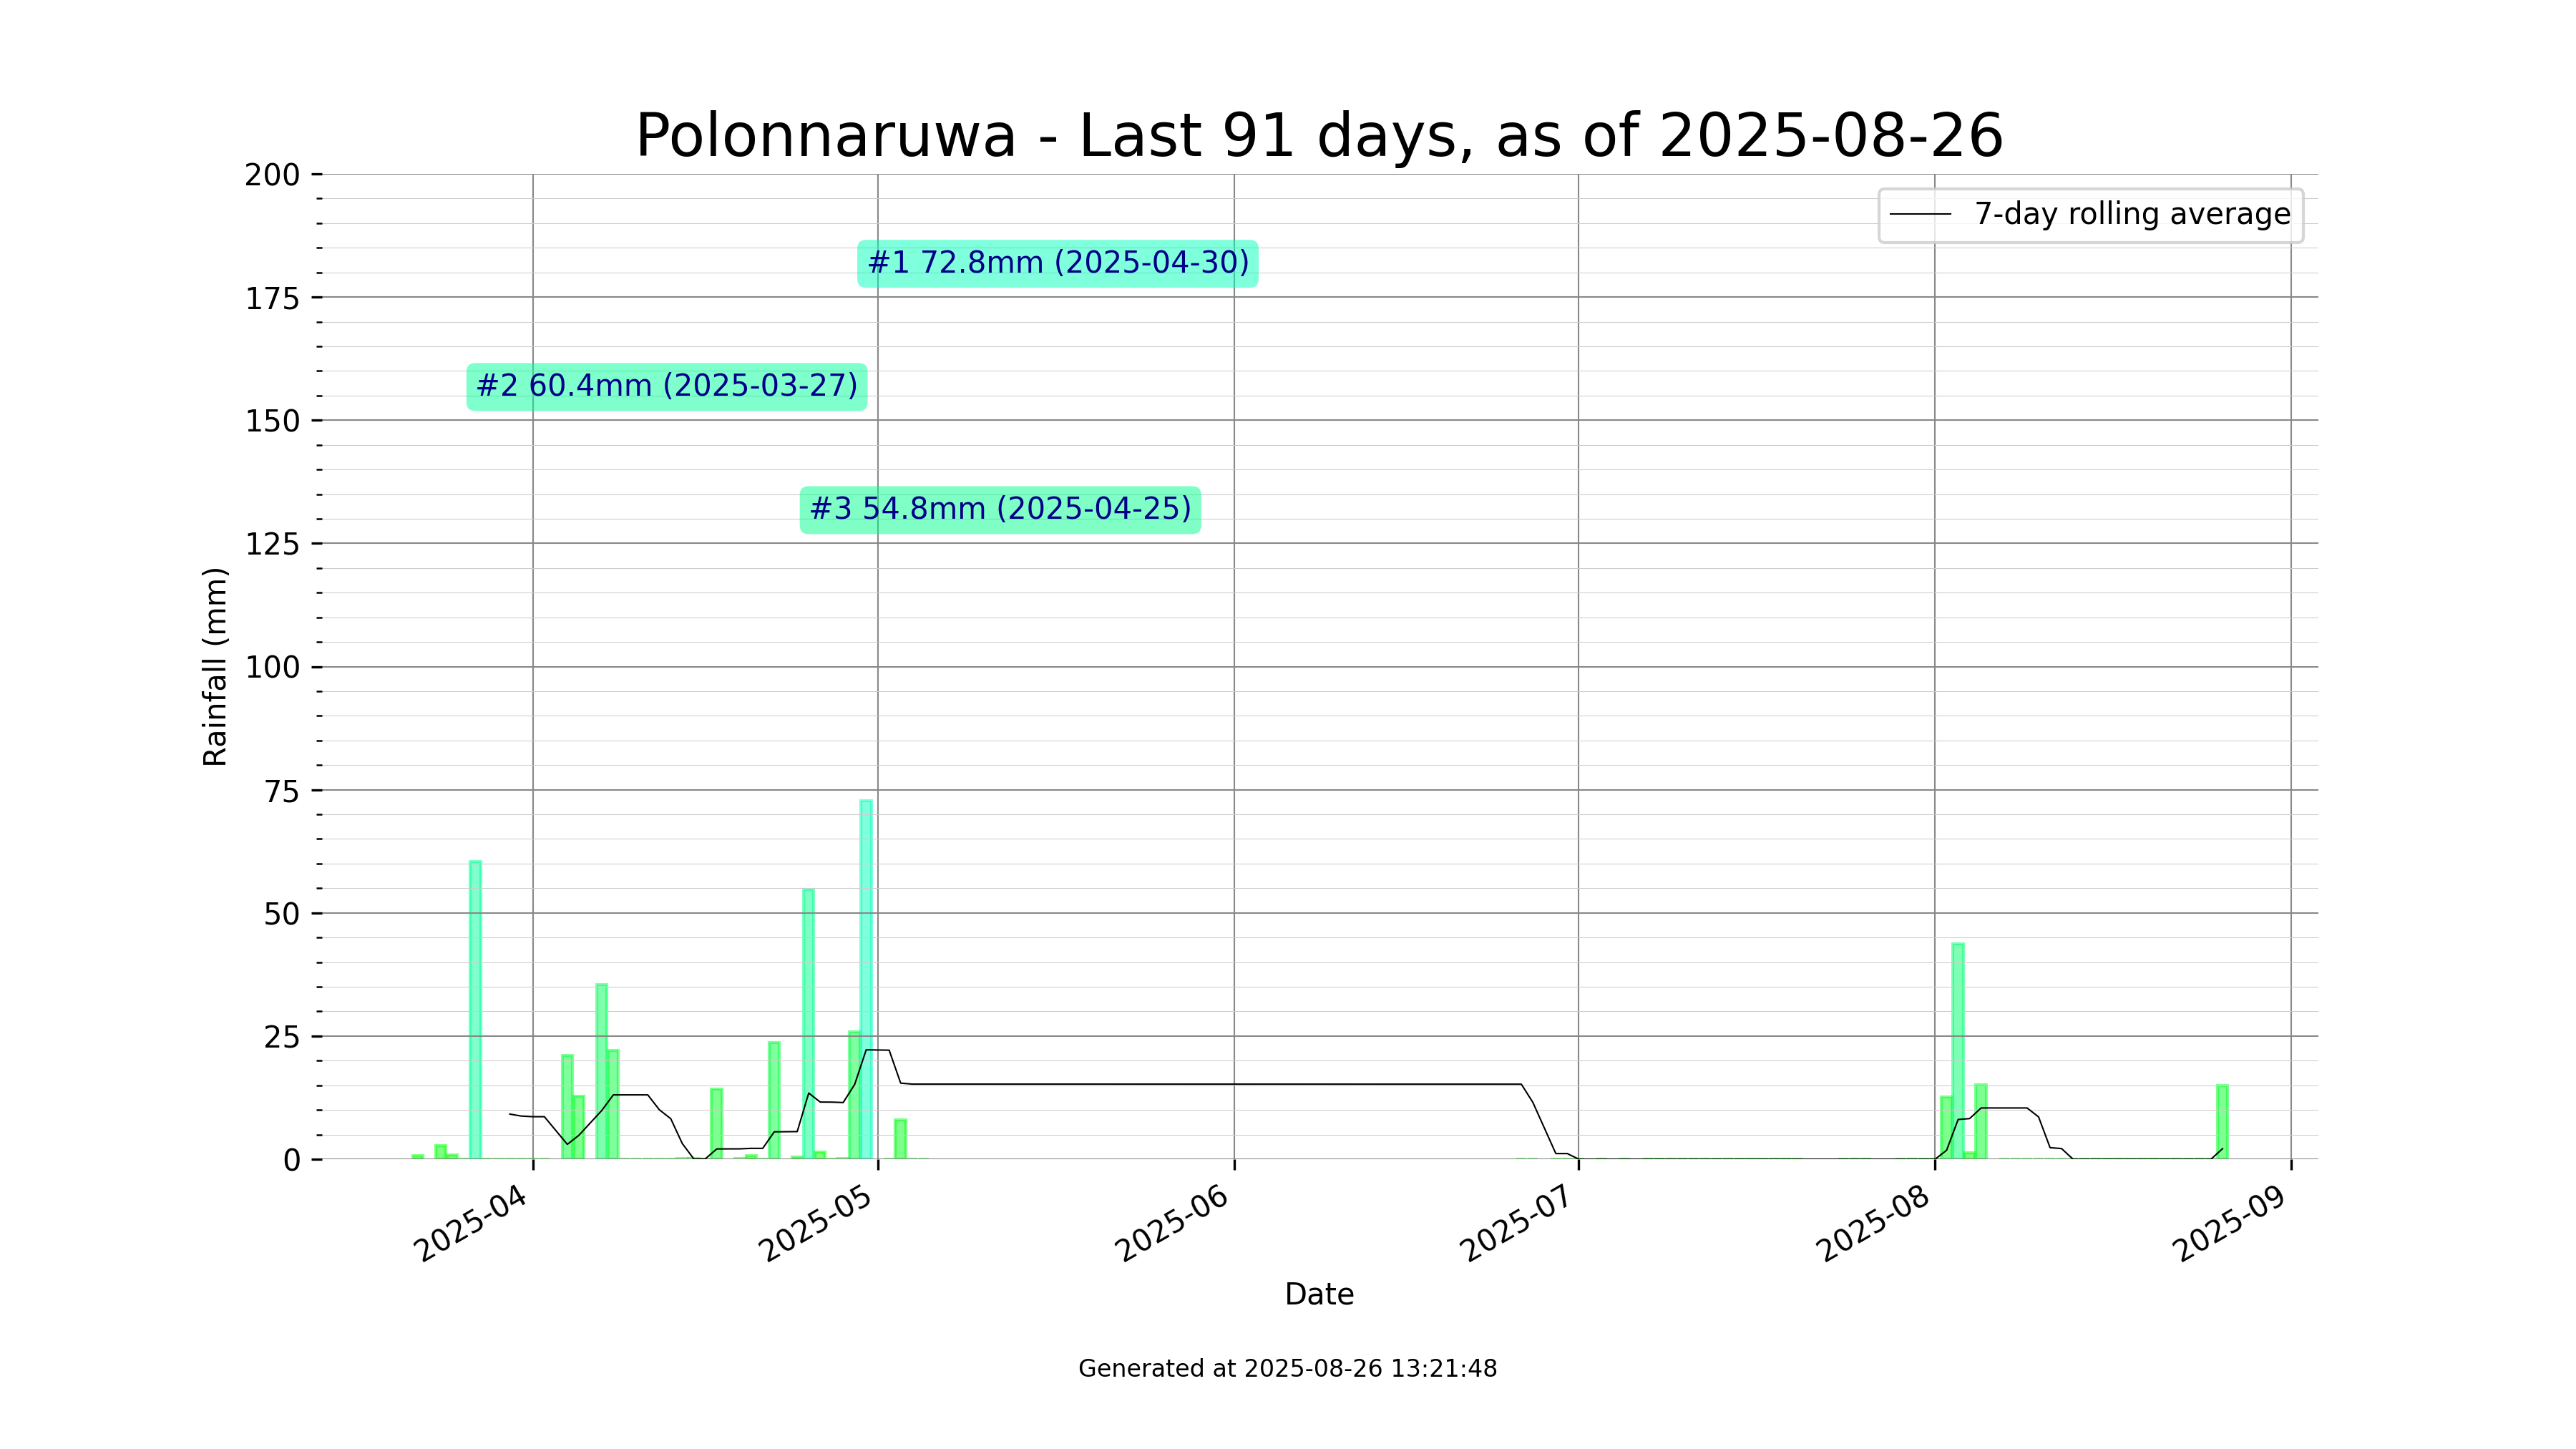 Polonnaruwa - Last 91 days, as of 2025-08-26
7-day rolling average
#1 72.8mm (2025-04-30)
#2 60.4mm (2025-03-27)
#3 54.8mm (2025-04-25)
Rainfall (mm)
200
175
150
125
100
75
50
25
0
2025-04
2025-05
2025-06
2025-07
2025-08
2025-09
Date
Generated at 2025-08-26 13:21:48